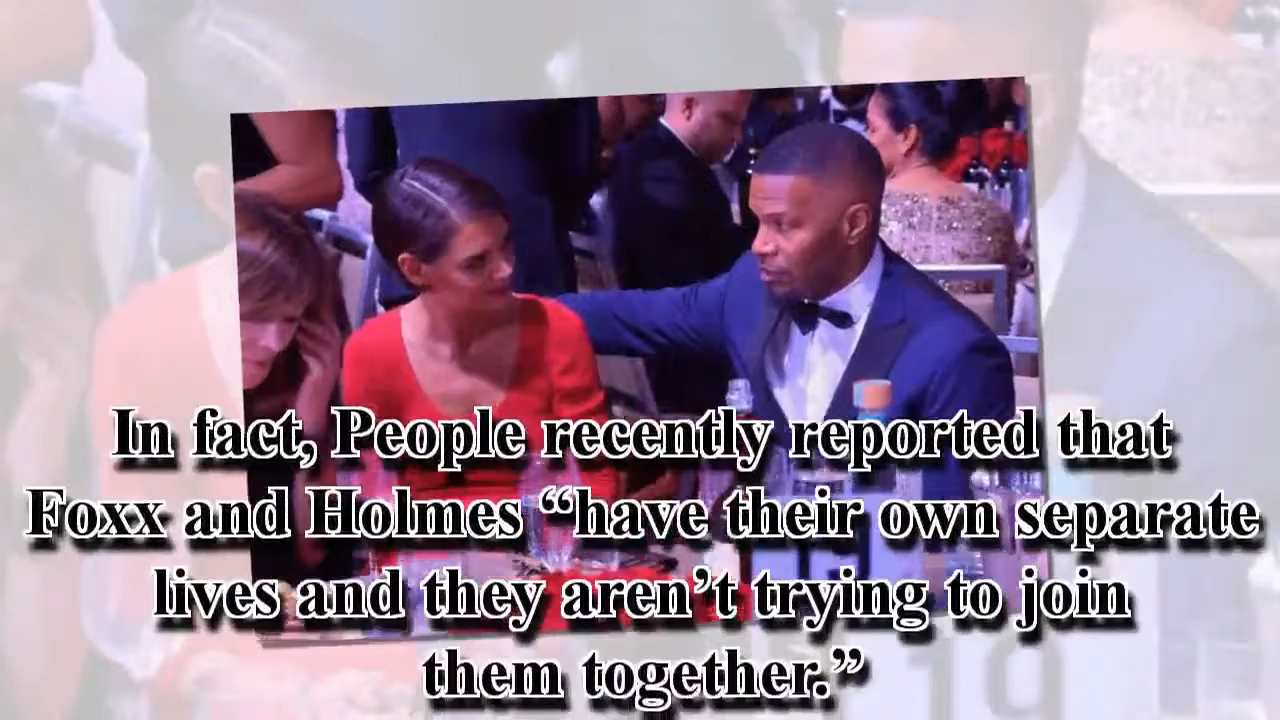 In fact, People recently reported that
Foxx and Holmes “have their own separate
lives and they aren’t trying to join
them together.”